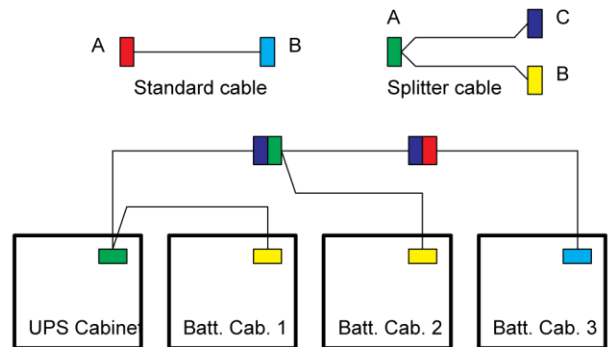 A
B
Standard cable
A
C
B
Splitter cable
UPS Cabinet
Batt. Cab. 1
Batt. Cab. 2
Batt. Cab. 3